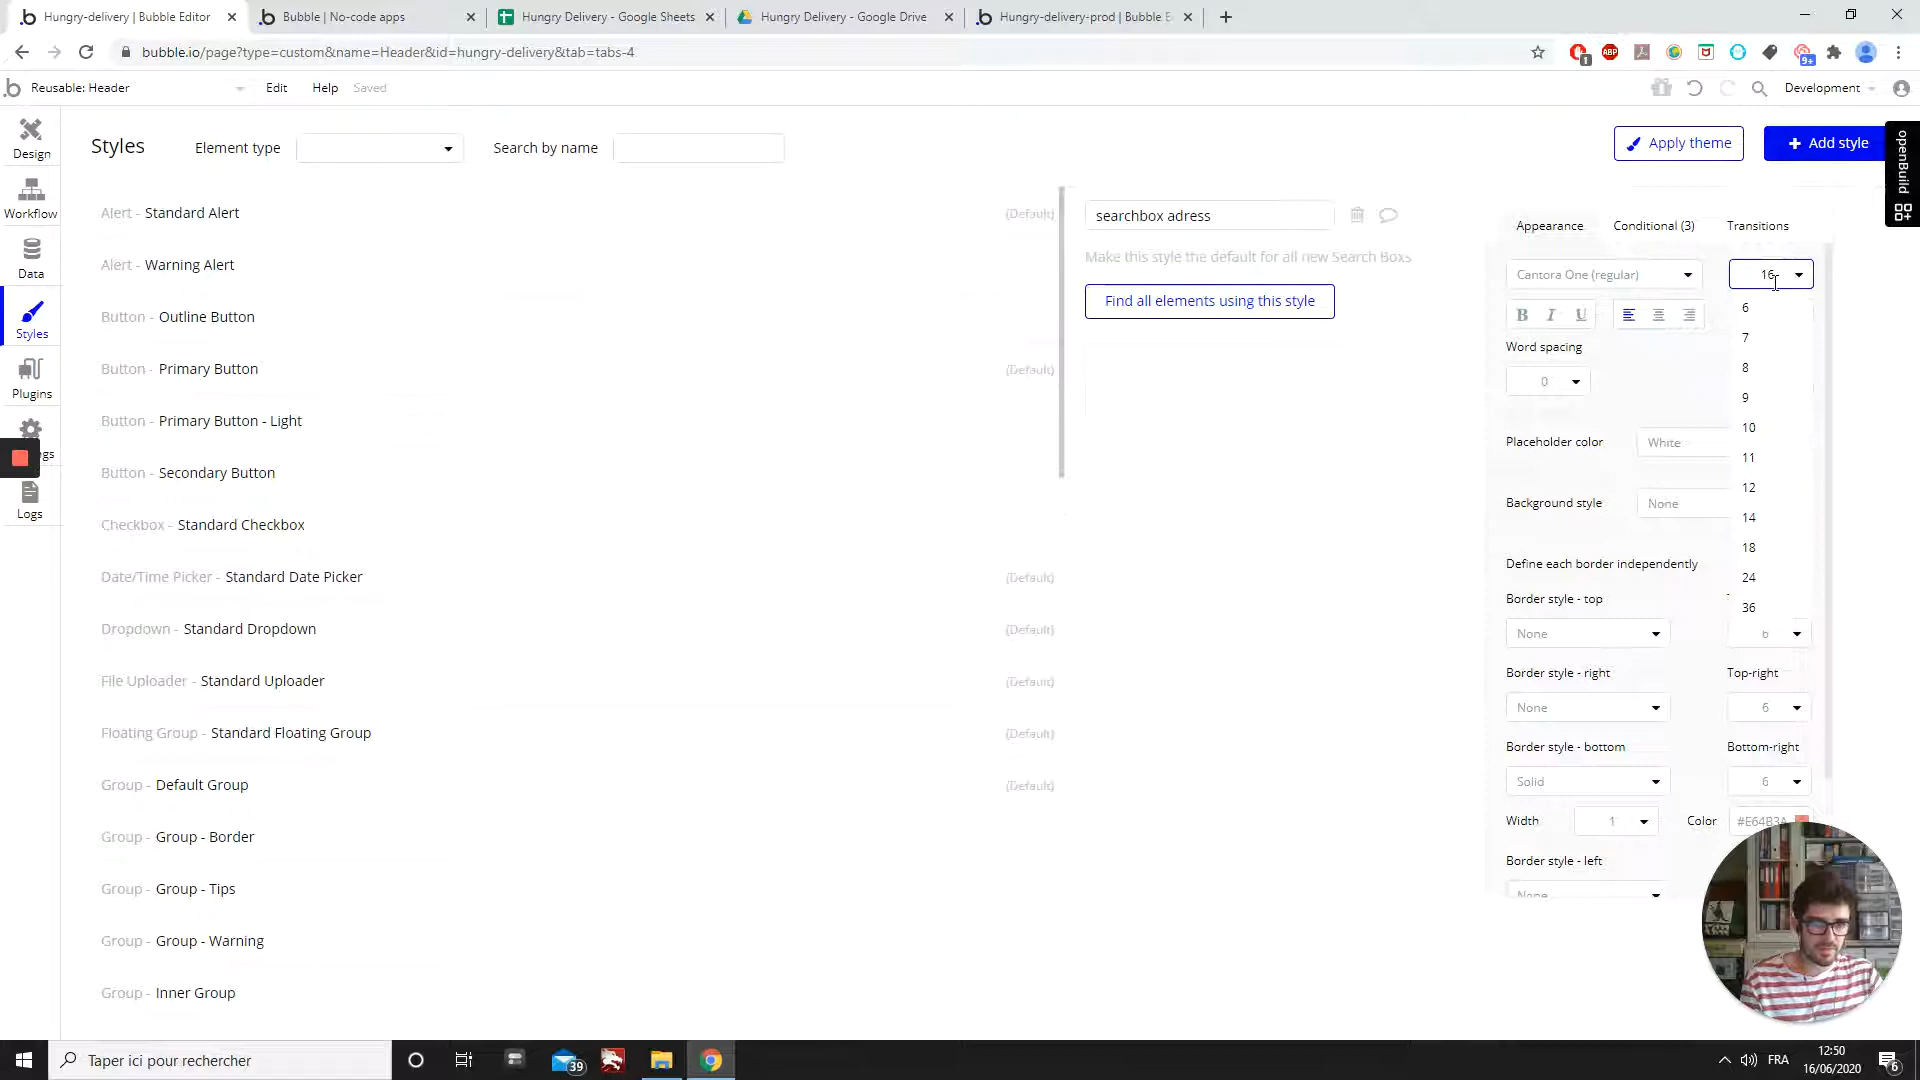 Hungry-delivery | Bubble Editor
Bubble | No-code apps
Hungry Delivery - Google Sheets
Hungry Delivery - Google Drive
Hungry-delivery-prod | Bubble E
bubble.io/page?type=custom&name=Header&id=hungry-delivery&tab=tabs-4
1
ABP
9+
Reusable: Header
Edit
Help
Saved
Development
Design
Workflow
Data
Styles
Plugins
gs
Logs
openBuild
Styles
Element type
Search by name
Apply theme
+ Add style
Alert - Standard Alert (Default)
Alert - Warning Alert
Button - Outline Button
Button - Primary Button (Default)
Button - Primary Button - Light
Button - Secondary Button
Checkbox - Standard Checkbox
Date/Time Picker - Standard Date Picker (Default)
Dropdown - Standard Dropdown (Default)
File Uploader - Standard Uploader (Default)
Floating Group - Standard Floating Group (Default)
Group - Default Group (Default)
Group - Group - Border
Group - Group - Tips
Group - Group - Warning
Group - Inner Group
searchbox adress
Make this style the default for all new Search Boxs
Find all elements using this style
Appearance
Conditional (3)
Transitions
Cantora One (regular)
16
B I U
Word spacing
0
Placeholder color
White
Background style
None
Define each border independently
Border style - top
None
6
Border style - right
Top-right
None
6
Border style - bottom
Bottom-right
Solid
6
Width
1
Color
#E64B3A
Border style - left
None
6
7
8
9
10
11
12
14
18
24
36
Taper ici pour rechercher
39
FRA
12:50
16/06/2020
6